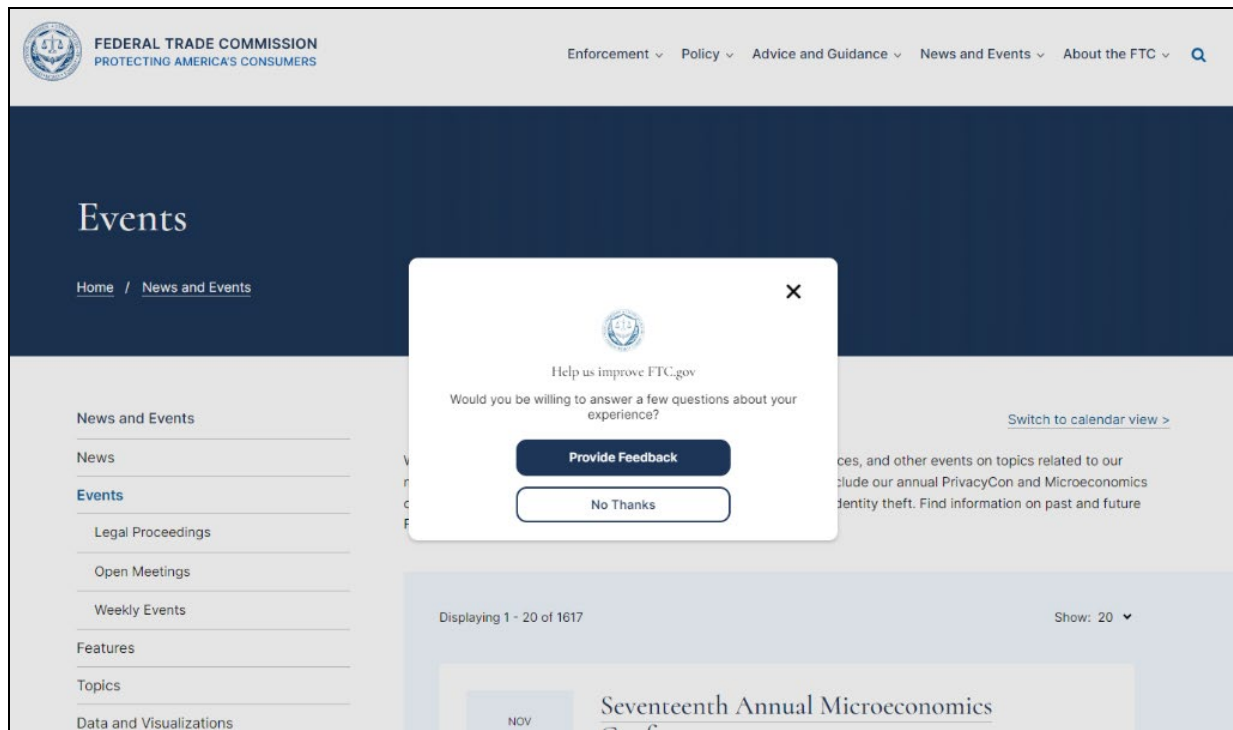 FEDERAL TRADE COMMISSION
PROTECTING AMERICA'S CONSUMERS
Enforcement Policy Advice and Guidance News and Events About the FTC
Events
Home / News and Events
Help us improve FTC.gov
Would you be willing to answer a few questions about your
experience?
Provide Feedback
No Thanks
News and Events
News
Events
Legal Proceedings
Open Meetings
Weekly Events
Features
Topics
Data and Visualizations
Switch to calendar view >
and other events on topics related to our
our annual PrivacyCon and Microeconomics
theft. Find information on past and future
Displaying 1 - 20 of 1617
Show: 20
NOV
Seventeenth Annual Microeconomics